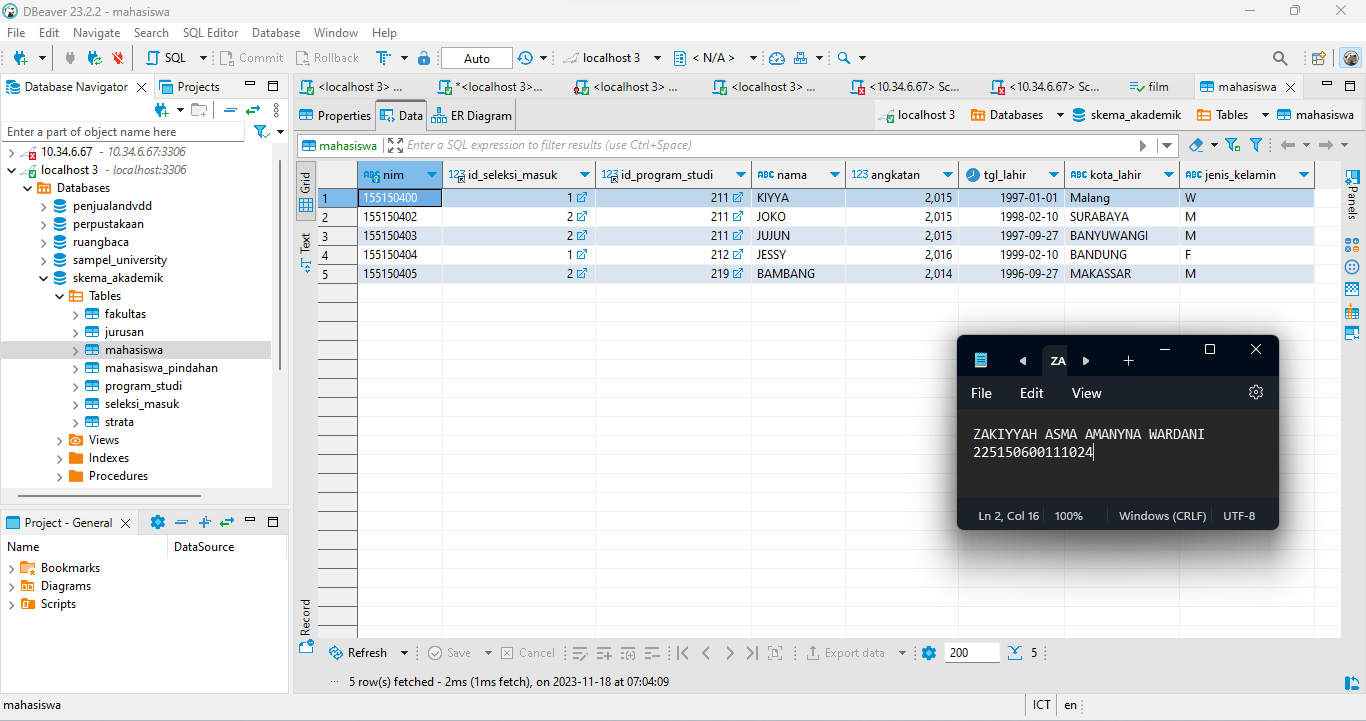 DBeaver 23.2.2 - mahasiswa
File Edit Navigate Search SQL Editor Database Window Help
SQL Commit Rollback Auto localhost 3 < N/A >
Database Navigator Projects
<localhost 3> ... *<localhost 3>... <localhost 3> ... <localhost 3> ... <10.34.6.67> Sc... <10.34.6.67> Sc... film mahasiswa
Properties Data ER Diagram localhost 3 Databases skema_akademik Tables mahasiswa
Enter a part of object name here
mahasiswa Enter a SQL expression to filter results (use Ctrl+Space)
10.34.6.67 - 10.34.6.67:3306
localhost 3 - localhost:3306
Databases
penjualandvdd
perpustakaan
ruangbaca
sampel_university
skema_akademik
Tables
fakultas
jurusan
mahasiswa
mahasiswa_pindahan
program_studi
seleksi_masuk
strata
Views
Indexes
Procedures
Grid
Text
Record
Panels
ABC nim 123 id_seleksi_masuk 123 id_program_studi ABC nama 123 angkatan tgl_lahir ABC kota_lahir ABC jenis_kelamin
1 155150400 1 211 KIYYA 2,015 1997-01-01 Malang W
2 155150402 2 211 JOKO 2,015 1998-02-10 SURABAYA M
3 155150403 2 211 JUJUN 2,015 1997-09-27 BANYUWANGI M
4 155150404 1 212 JESSY 2,016 1999-02-10 BANDUNG F
5 155150405 2 219 BAMBANG 2,014 1996-09-27 MAKASSAR M
ZA
File Edit View
ZAKIYYAH ASMA AMANYNA WARDANI
225150600111024
Ln 2, Col 16 100% Windows (CRLF) UTF-8
Project - General
Name DataSource
Bookmarks
Diagrams
Scripts
Refresh Save Cancel Export data 200 5
5 row(s) fetched - 2ms (1ms fetch), on 2023-11-18 at 07:04:09
mahasiswa ICT en